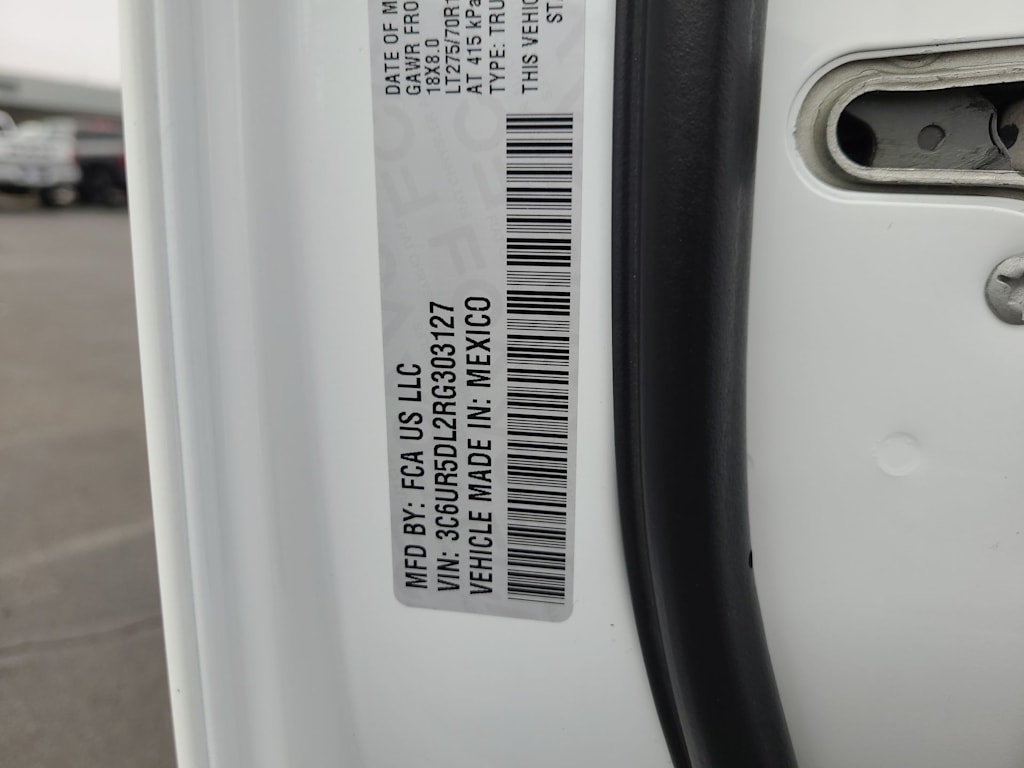 MFD BY: FCA US LLC
VIN: 3C6UR5DL2RG303127
VEHICLE MADE IN: MEXICO
DATE OF M
GAWR FRO
18X8.0
LT275/70R1
AT 415 kPa
TYPE: TRU
THIS VEHIC